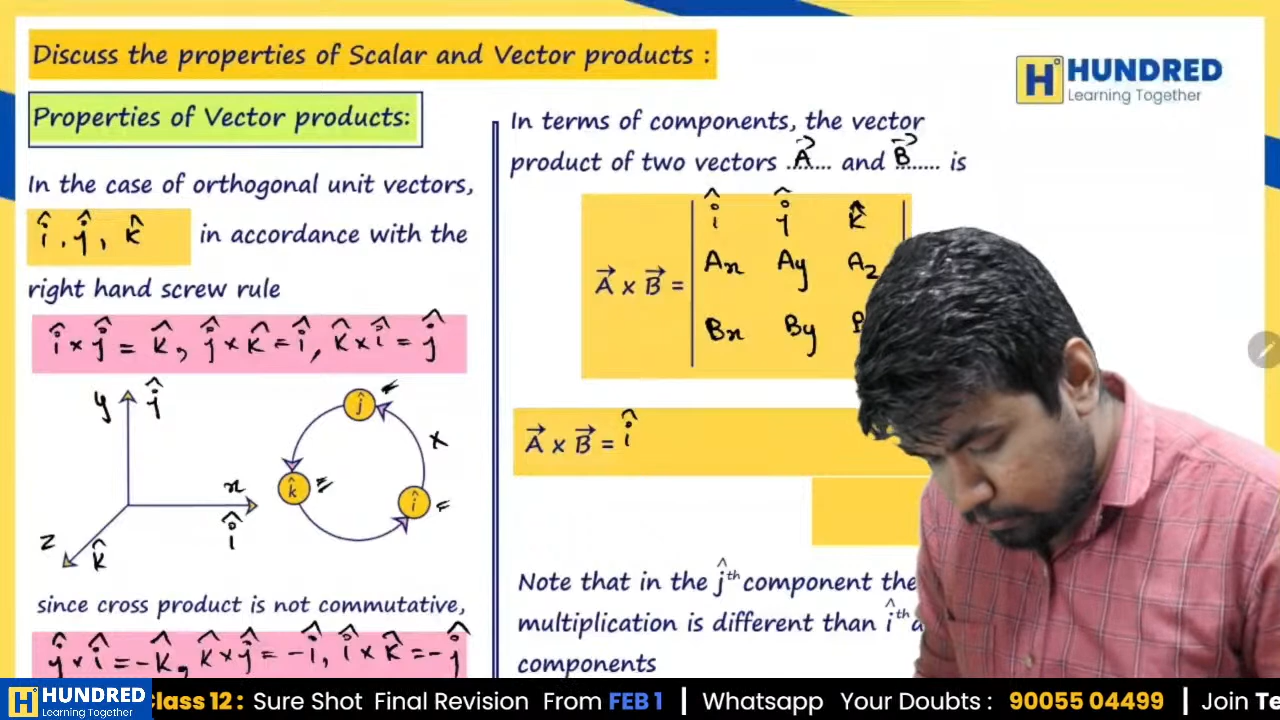 Discuss the properties of Scalar and Vector products :
HUNDRED
Learning Together
Properties of Vector products:
In the case of orthogonal unit vectors,
î, ĵ, k̂ in accordance with the
right hand screw rule
î × ĵ = k̂, ĵ × k̂ = î, k̂ × î = ĵ
y ĵ
x
î
z k̂
ĵ
x
k̂
î
since cross product is not commutative,
ĵ × î = -k̂, k̂ × ĵ = -î, î × k̂ = -ĵ
In terms of components, the vector
product of two vectors ..A⃗..... and ..B⃗...... is
î ĵ k̂
A⃗ x B⃗ =
Ax Ay Az
Bx By
A⃗ x B⃗ = î
Note that in the ĵth component the
multiplication is different than îth
components
HUNDRED
Learning Together
Class 12 : Sure Shot Final Revision From FEB 1 | Whatsapp Your Doubts : 90055 04499 | Join